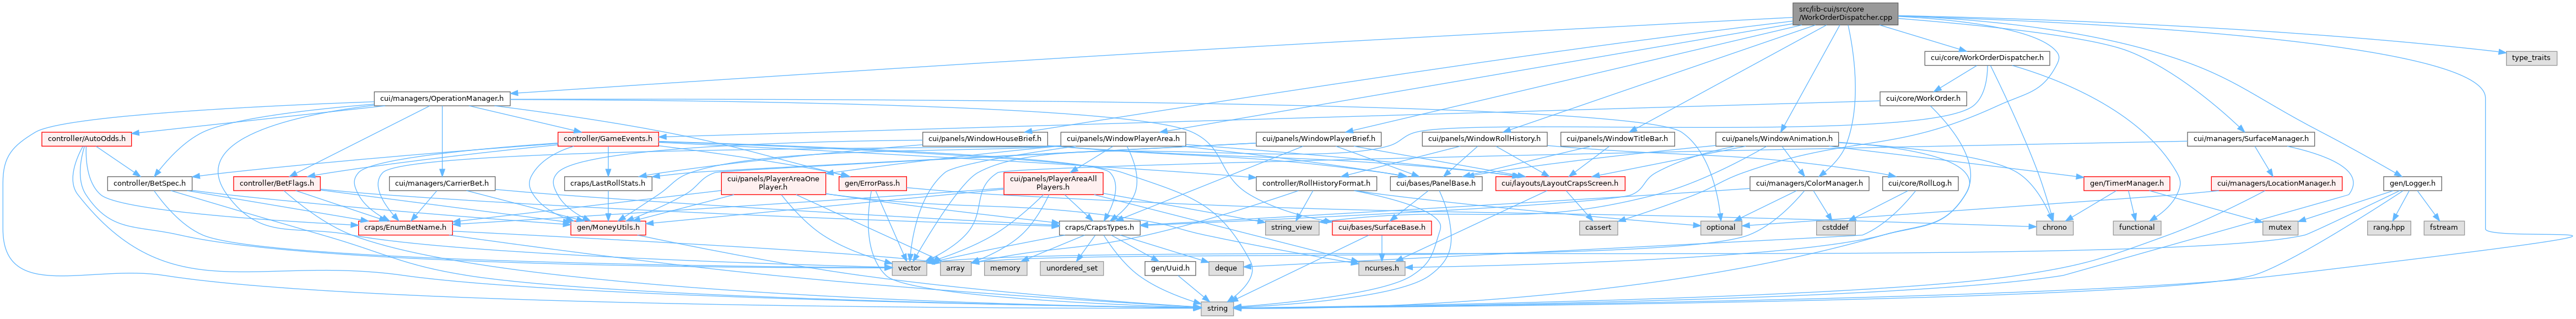 src/lib-cui/src/core
/WorkOrderDispatcher.cpp
cui/core/WorkOrderDispatcher.h
type_traits
cui/managers/OperationManager.h
cui/core/WorkOrder.h
controller/AutoOdds.h
controller/GameEvents.h
cui/panels/WindowHouseBrief.h
cui/panels/WindowPlayerArea.h
cui/panels/WindowPlayerBrief.h
cui/panels/WindowRollHistory.h
cui/panels/WindowTitleBar.h
cui/panels/WindowAnimation.h
cui/managers/SurfaceManager.h
controller/BetSpec.h
controller/BetFlags.h
cui/managers/CarrierBet.h
craps/LastRollStats.h
cui/panels/PlayerAreaOne
Player.h
gen/ErrorPass.h
cui/panels/PlayerAreaAll
Players.h
controller/RollHistoryFormat.h
cui/bases/PanelBase.h
cui/layouts/LayoutCrapsScreen.h
cui/managers/ColorManager.h
cui/core/RollLog.h
gen/TimerManager.h
cui/managers/LocationManager.h
gen/Logger.h
craps/EnumBetName.h
gen/MoneyUtils.h
craps/CrapsTypes.h
string_view
cui/bases/SurfaceBase.h
cassert
optional
cstddef
chrono
functional
mutex
rang.hpp
fstream
vector
array
memory
unordered_set
gen/Uuid.h
deque
ncurses.h
string